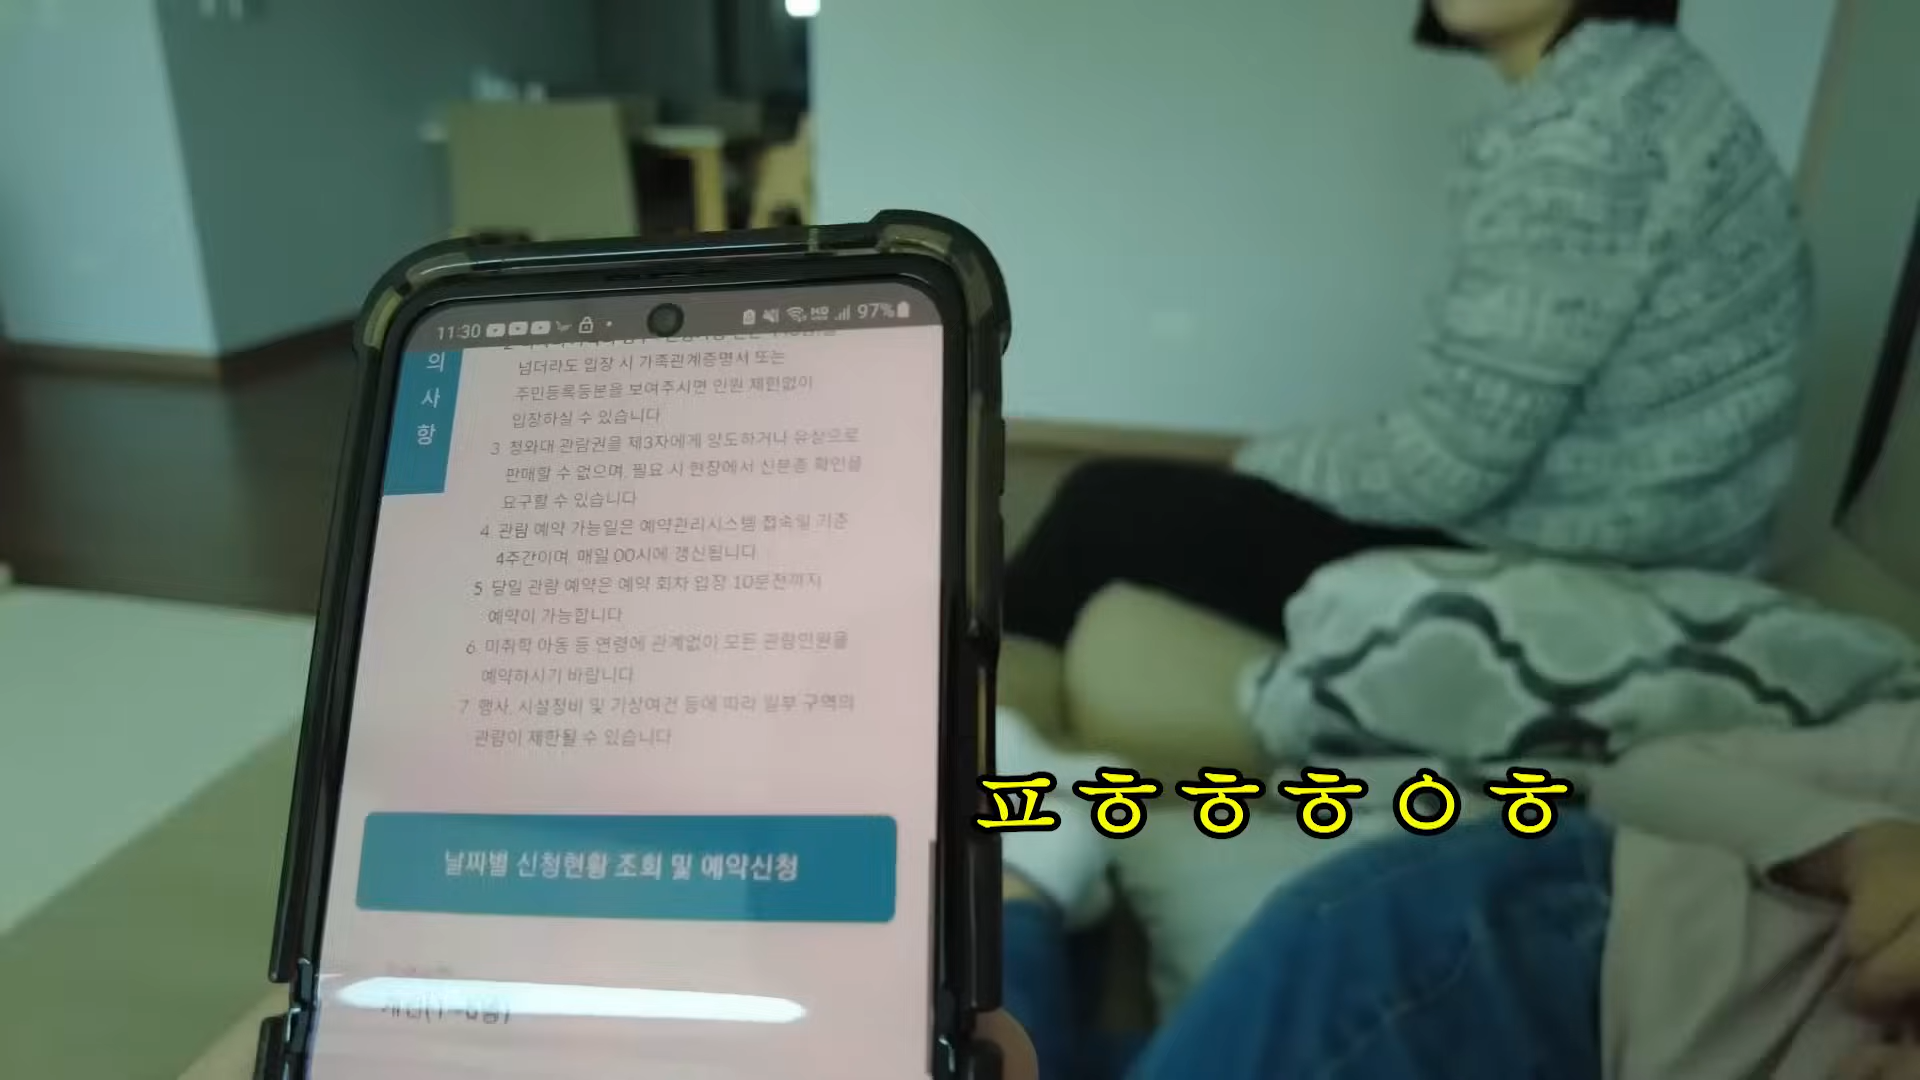 11:30
97%
의
사
항
넘더라도 입장 시 가족관계증명서 또는
주민등록등본을 보여주시면 인원 제한없이
입장하실 수 있습니다
3 청와대 관람권을 제3자에게 양도하거나 유상으로
판매할 수 없으며, 필요 시 현장에서 신분증 확인을
요구할 수 있습니다
4 관람 예약 가능일은 예약관리시스템 접속일 기준
4주간이며, 매일 00시에 갱신됩니다
5 당일 관람 예약은 예약 회차 입장 10분전까지
예약이 가능합니다
6 미취학 아동 등 연령에 관계없이 모든 관람인원을
예약하시기 바랍니다
7 행사, 시설정비 및 기상여건 등에 따라 일부 구역의
관람이 제한될 수 있습니다
날짜별 신청현황 조회 및 예약신청
ㅍㅎㅎㅎㅇㅎ